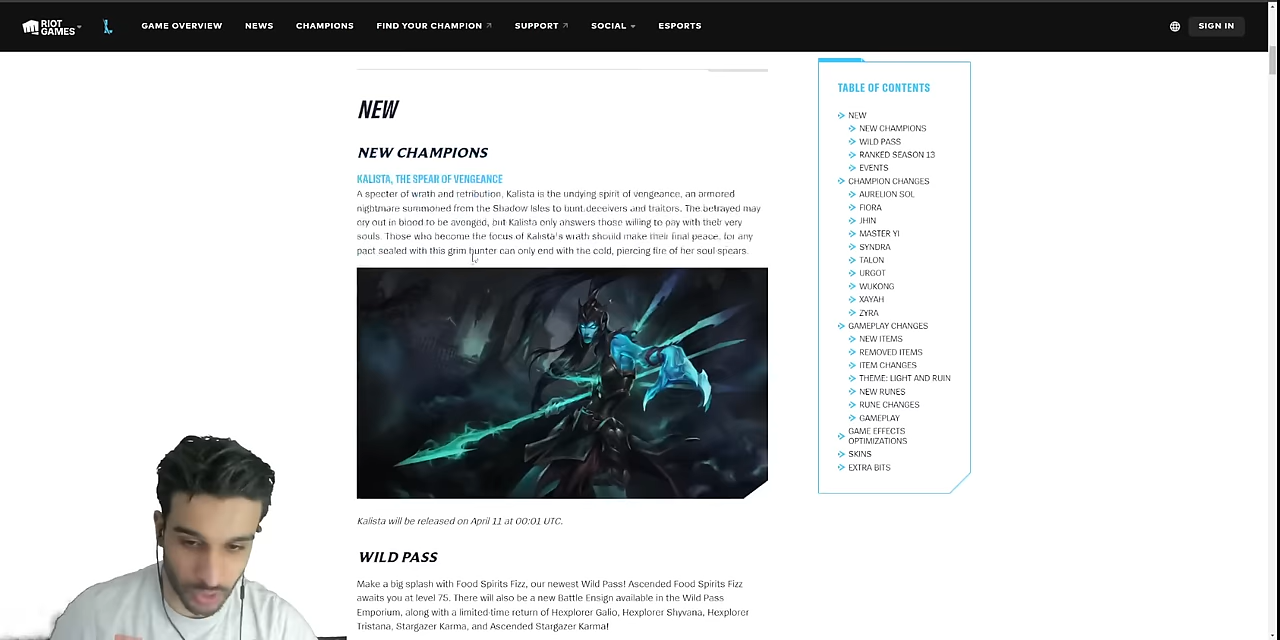 RIOT GAMES
GAME OVERVIEW
NEWS
CHAMPIONS
FIND YOUR CHAMPION
SUPPORT
SOCIAL
ESPORTS
SIGN IN
NEW
NEW CHAMPIONS
KALISTA, THE SPEAR OF VENGEANCE
A specter of wrath and retribution, Kalista is the undying spirit of vengeance, an armored
nightmare summoned from the Shadow Isles to hunt deceivers and traitors. The betrayed may
cry out in blood to be avenged, but Kalista only answers those willing to pay with their very
souls. Those who become the focus of Kalista's wrath should make their final peace, for any
pact sealed with this grim hunter can only end with the cold, piercing fire of her soul-spears.
Kalista will be released on April 11 at 00:01 UTC.
WILD PASS
Make a big splash with Food Spirits Fizz, our newest Wild Pass! Ascended Food Spirits Fizz
awaits you at level 75. There will also be a new Battle Ensign available in the Wild Pass
Emporium, along with a limited-time return of Hexplorer Galio, Hexplorer Shyvana, Hexplorer
Tristana, Stargazer Karma, and Ascended Stargazer Karma!
TABLE OF CONTENTS
NEW
NEW CHAMPIONS
WILD PASS
RANKED SEASON 13
EVENTS
CHAMPION CHANGES
AURELION SOL
FIORA
JHIN
MASTER YI
SYNDRA
TALON
URGOT
WUKONG
XAYAH
ZYRA
GAMEPLAY CHANGES
NEW ITEMS
REMOVED ITEMS
ITEM CHANGES
THEME: LIGHT AND RUIN
NEW RUNES
RUNE CHANGES
GAMEPLAY
GAME EFFECTS
OPTIMIZATIONS
SKINS
EXTRA BITS